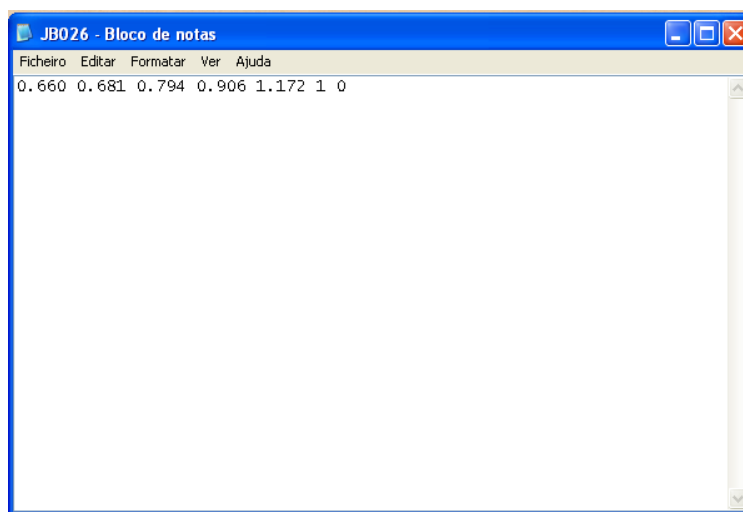 JB026 - Bloco de notas
Ficheiro Editar Formatar Ver Ajuda
0.660 0.681 0.794 0.906 1.172 1 0